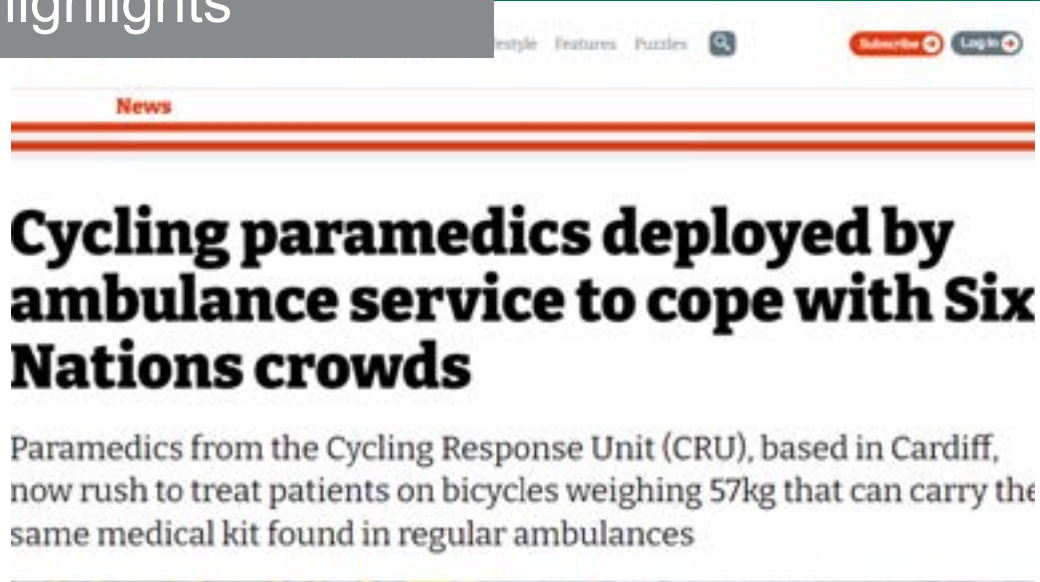 highlights
estyle Features Puzzles
Subscribe Log In
News
Cycling paramedics deployed by
ambulance service to cope with Six
Nations crowds
Paramedics from the Cycling Response Unit (CRU), based in Cardiff,
now rush to treat patients on bicycles weighing 57kg that can carry the
same medical kit found in regular ambulances